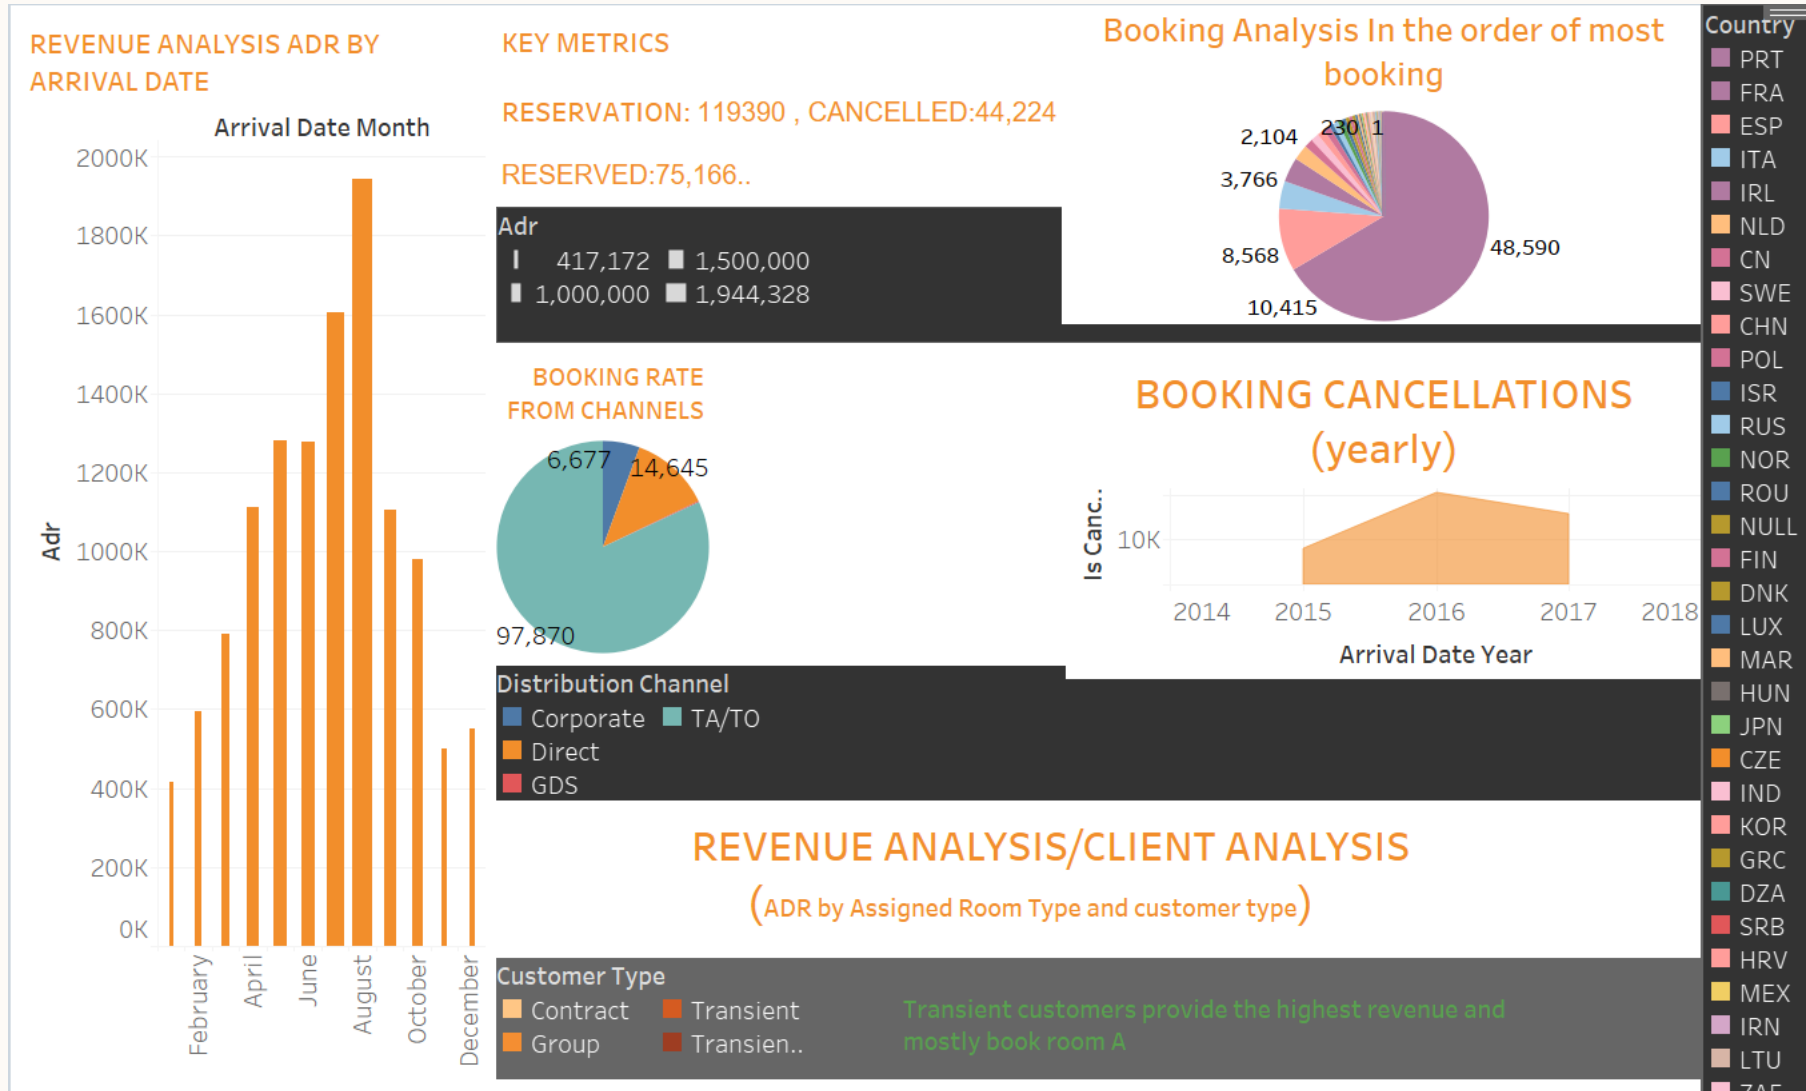 REVENUE ANALYSIS ADR BY
ARRIVAL DATE
Arrival Date Month
2000K
1800K
1600K
1400K
1200K
1000K
800K
600K
400K
200K
0K
Adr
February
April
June
August
October
December
KEY METRICS
RESERVATION: 119390 , CANCELLED:44,224
RESERVED:75,166..
Adr
417,172
1,500,000
1,000,000
1,944,328
BOOKING RATE
FROM CHANNELS
6,677
14,645
97,870
Distribution Channel
Corporate
TA/TO
Direct
GDS
Booking Analysis In the order of most
booking
2,104
230
1
3,766
8,568
48,590
10,415
BOOKING CANCELLATIONS
(yearly)
Is Canc..
10K
2014
2015
2016
2017
2018
Arrival Date Year
REVENUE ANALYSIS/CLIENT ANALYSIS
(ADR by Assigned Room Type and customer type)
Customer Type
Contract
Transient
Group
Transien..
Transient customers provide the highest revenue and
mostly book room A
Country
PRT
FRA
ESP
ITA
IRL
NLD
CN
SWE
CHN
POL
ISR
RUS
NOR
ROU
NULL
FIN
DNK
LUX
MAR
HUN
JPN
CZE
IND
KOR
GRC
DZA
SRB
HRV
MEX
IRN
LTU